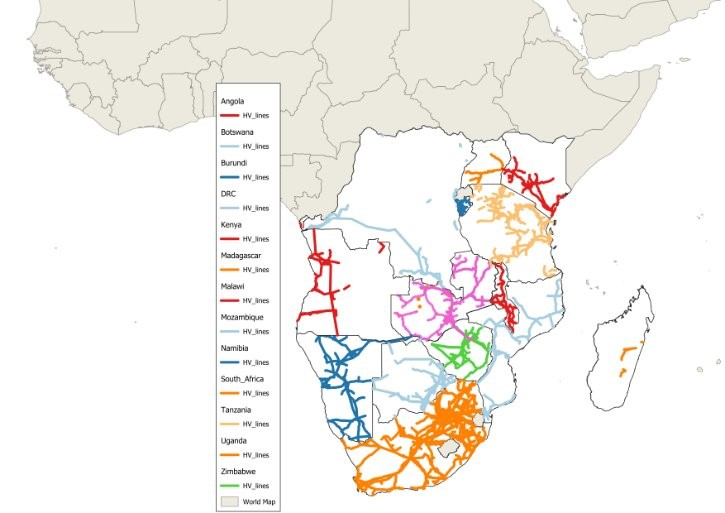 Angola
HV_lines
Botswana
HV_lines
Burundi
HV_lines
DRC
HV_lines
Kenya
HV_lines
Madagascar
HV_lines
Malawi
HV_lines
Mozambique
HV_lines
Namibia
HV_lines
South_Africa
HV_lines
Tanzania
HV_lines
Uganda
HV_lines
Zimbabwe
HV_lines
World Map